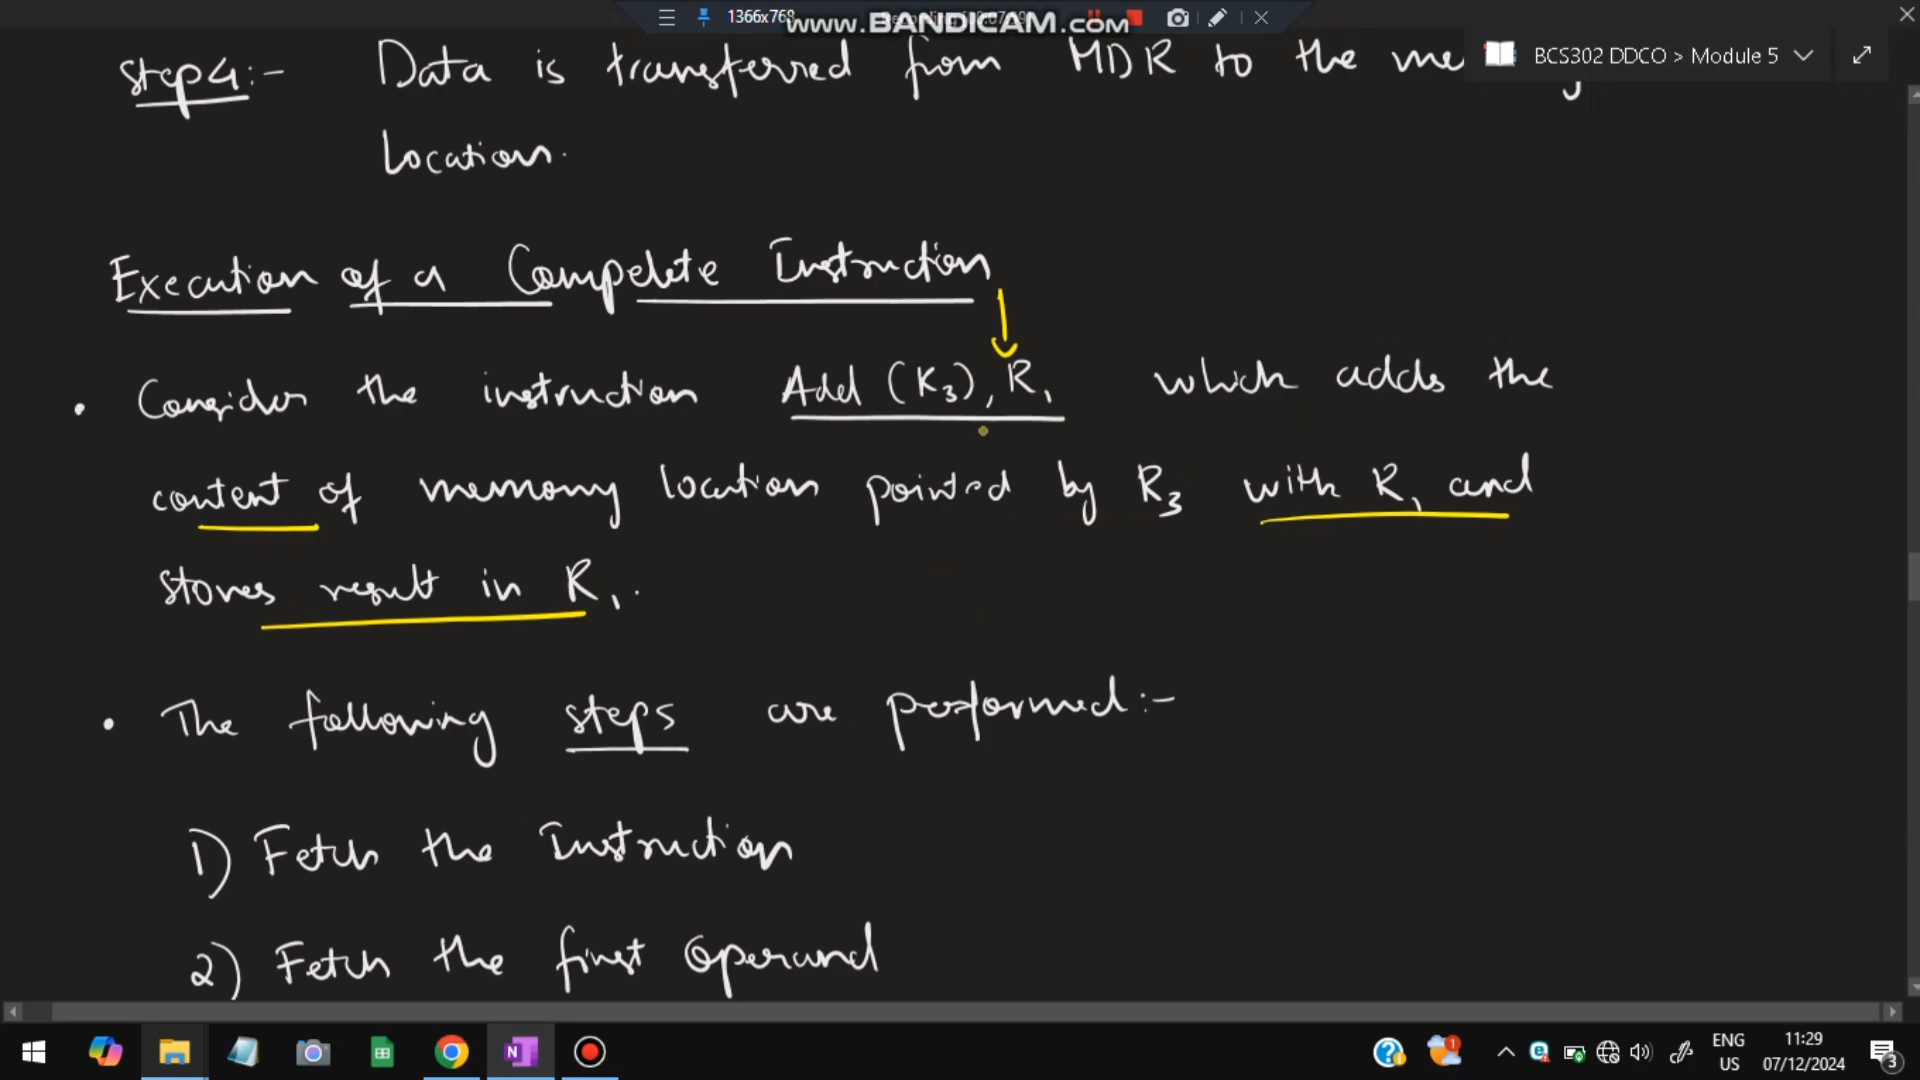 1366x768
www.BANDICAM.com
BCS302 DDCO > Module 5
Step4:- Data is transferred from MDR to the
Location.
Execution of a Compelete Instruction
• Consider the instruction Add (R3), R1 which adds the
content of memory location pointed by R3 with R1 and
stores result in R1.
• The following steps are performed:-
1) Fetch the Instruction
2) Fetch the first Operand
ENG
US
11:29
07/12/2024
3